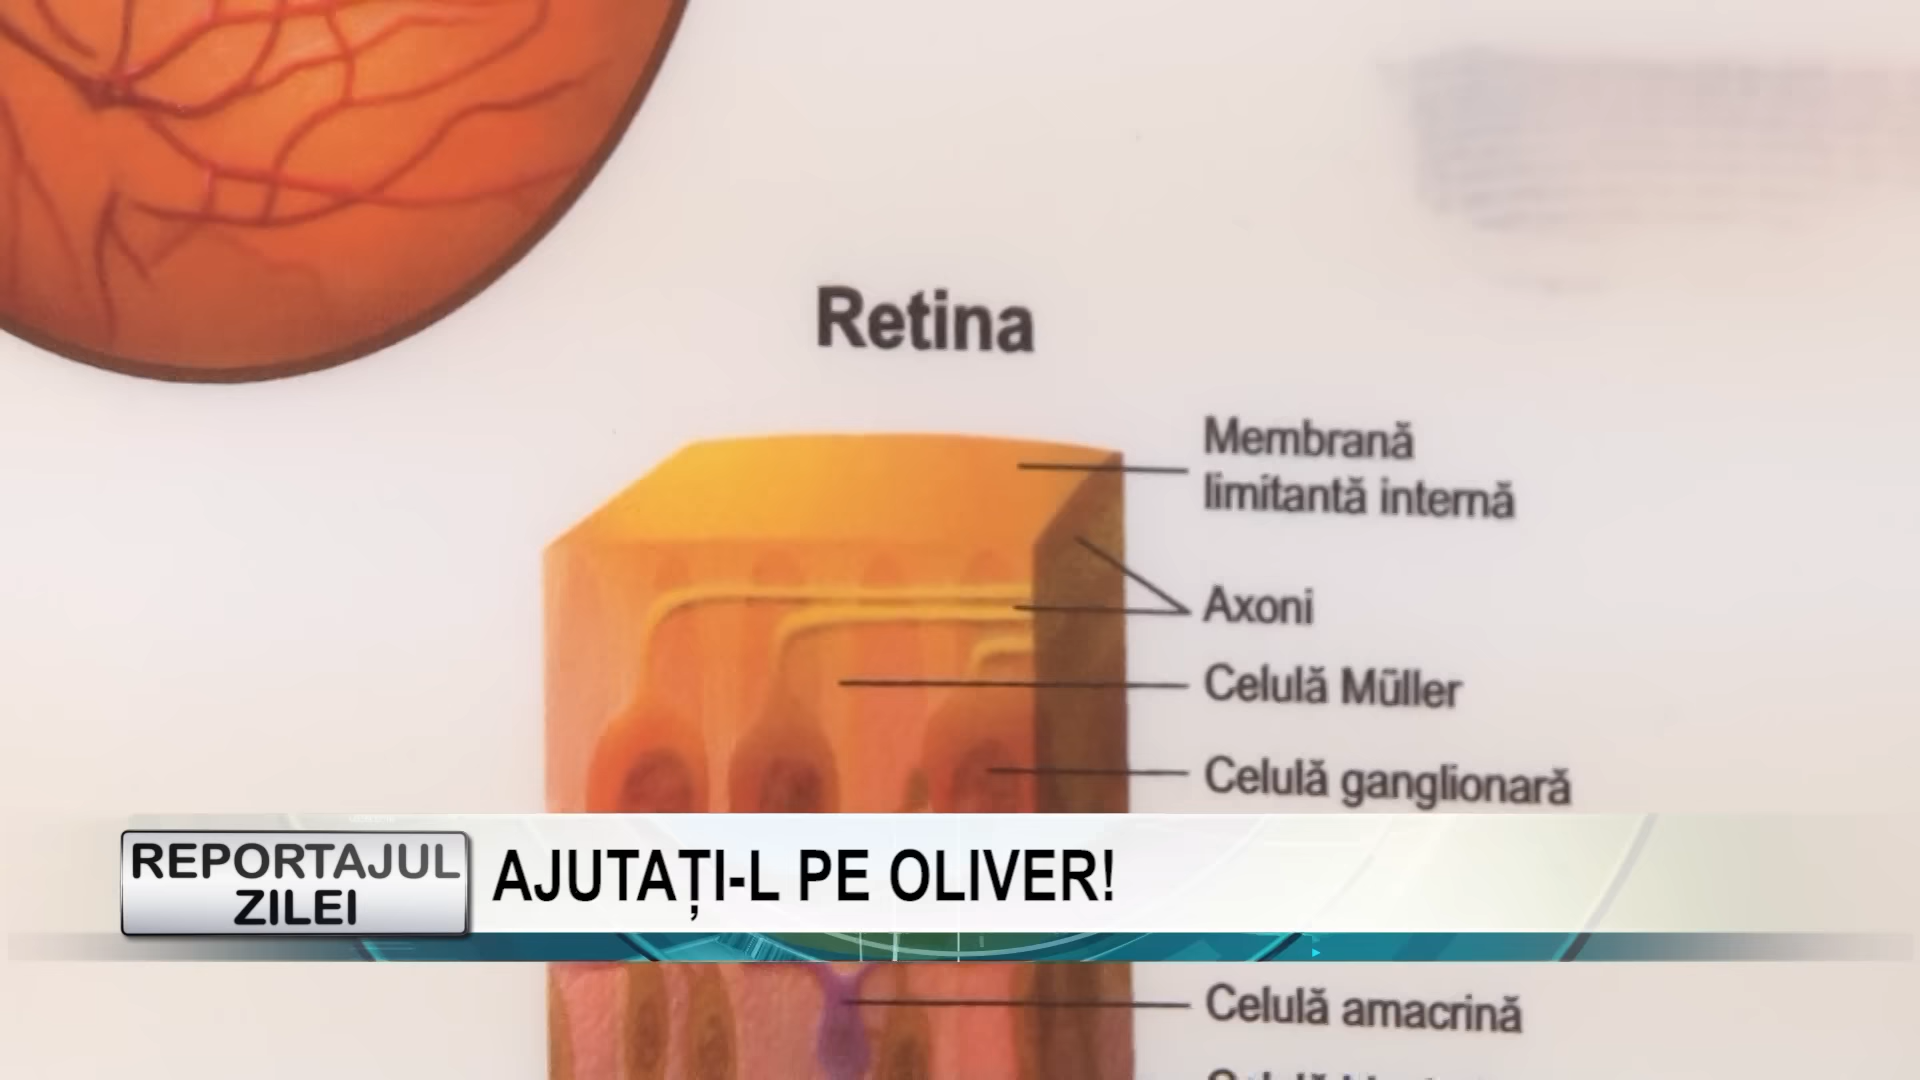 Retina
Membrană
limitantă internă
Axoni
Celulă Müller
Celulă ganglionară
REPORTAJUL
ZILEI
AJUTAȚI-L PE OLIVER!
Celulă amacrină